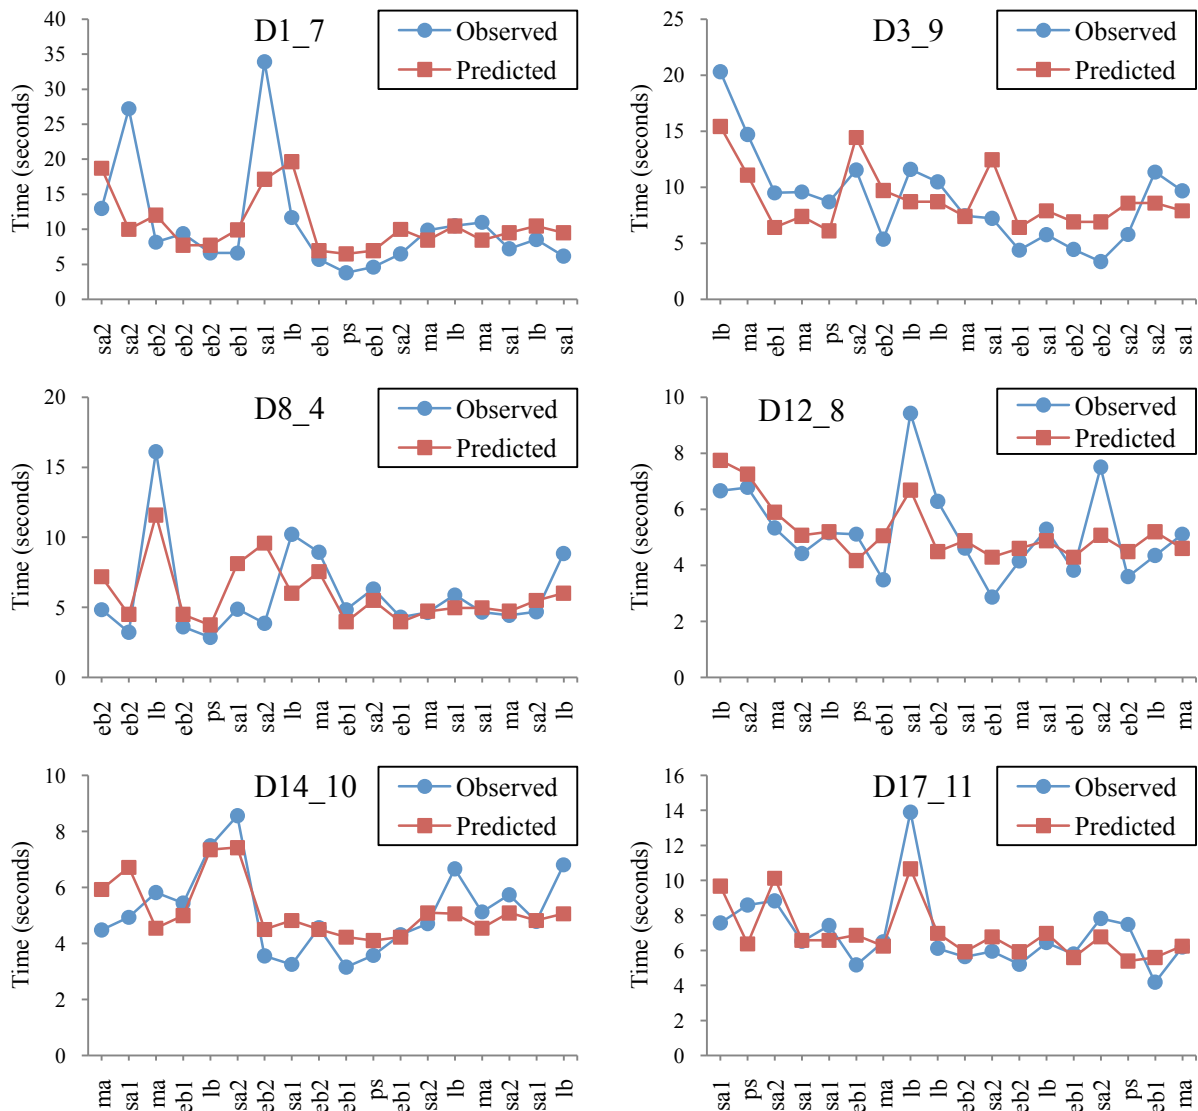 D1_7
Observed
Predicted
Time (seconds)
40
35
30
25
20
15
10
5
0
sa2 sa2 eb2 eb2 eb2 eb1 sa1 lb eb1 ps eb1 sa2 ma ma lb ma sa1 lb sa1
D3_9
Observed
Predicted
Time (seconds)
25
20
15
10
5
0
lb ma eb1 ma ps sa2 eb2 lb lb ma sa1 eb1 sa1 eb2 eb2 sa2 sa2 sa1
D8_4
Observed
Predicted
Time (seconds)
20
15
10
5
0
eb2 eb2 lb eb2 ps sa1 sa2 lb ma eb1 sa2 eb1 ma sa1 sa1 ma sa2 lb
D12_8
Observed
Predicted
Time (seconds)
10
8
6
4
2
0
lb sa2 ma sa2 lb ps eb1 sa1 eb2 sa1 eb1 ma sa1 eb1 sa2 eb2 lb ma
D14_10
Observed
Predicted
Time (seconds)
10
8
6
4
2
0
ma sa1 ma eb1 lb sa2 eb2 sa1 eb2 eb1 ps eb1 sa2 lb ma sa2 sa1 lb
D17_11
Observed
Predicted
Time (seconds)
16
14
12
10
8
6
4
2
0
sa1 ps sa2 sa1 sa1 eb1 ma lb lb eb2 sa2 eb2 lb eb1 sa2 ps eb1 ma